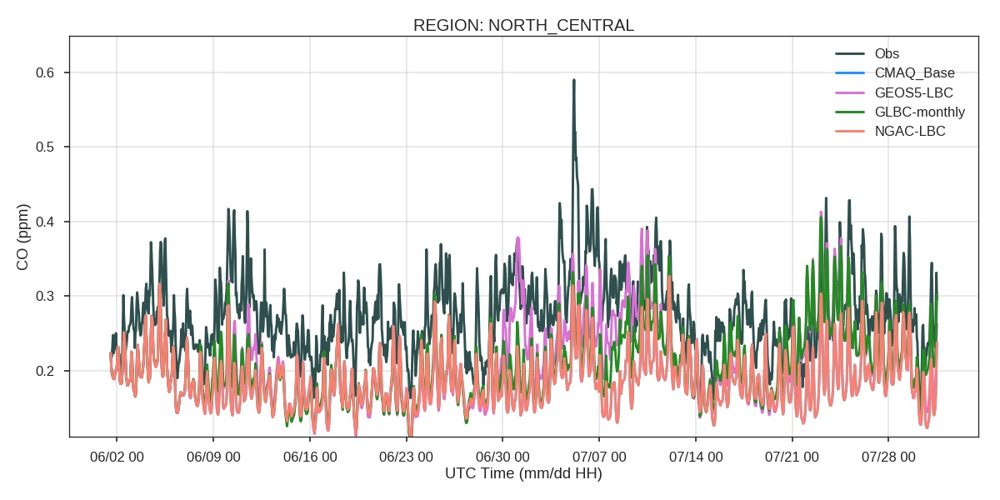 REGION: NORTH_CENTRAL
Obs
CMAQ_Base
GEOS5-LBC
GLBC-monthly
NGAC-LBC
0.6
0.5
0.4
0.3
0.2
CO (ppm)
06/02 00 06/09 00 06/16 00 06/23 00 06/30 00 07/07 00 07/14 00 07/21 00 07/28 00
UTC Time (mm/dd HH)